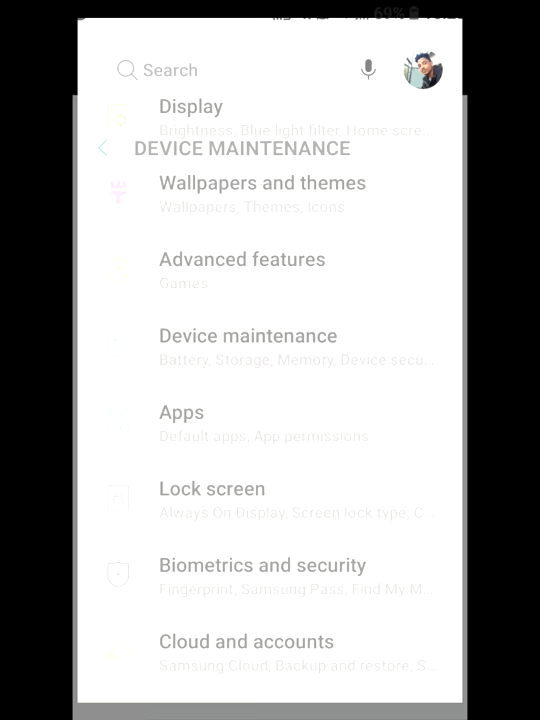 69%
Search
Display
Brightness, Blue light filter, Home scre...
DEVICE MAINTENANCE
Wallpapers and themes
Wallpapers, Themes, Icons
Advanced features
Games
Device maintenance
Battery, Storage, Memory, Device secu...
Apps
Default apps, App permissions
Lock screen
Always On Display, Screen lock type, C...
Biometrics and security
Fingerprint, Samsung Pass, Find My M...
Cloud and accounts
Samsung Cloud, Backup and restore, S...